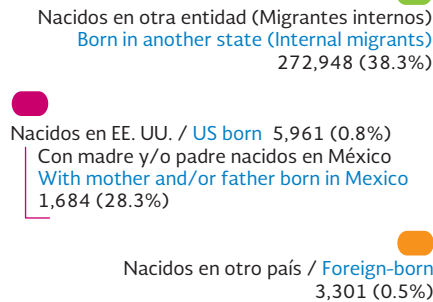 Nacidos en otra entidad (Migrantes internos)
Born in another state (Internal migrants)
272,948 (38.3%)
Nacidos en EE. UU. / US born 5,961 (0.8%)
Con madre y/o padre nacidos en México
With mother and/or father born in Mexico
1,684 (28.3%)
Nacidos en otro país / Foreign-born
3,301 (0.5%)